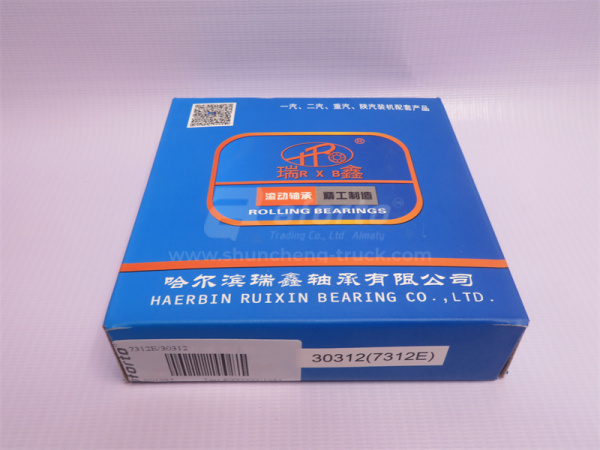 一汽、二汽、重汽、陕汽装机配套产品
HPC
®
瑞RXB鑫
滚动轴承 精工制造
ROLLING BEARINGS
Trading Co., Ltd Almaty
www.shuncheng-truck.com
哈尔滨瑞鑫轴承有限公司
HAERBIN RUIXIN BEARING CO.,LTD.
7312E/30312
30312(7312E)